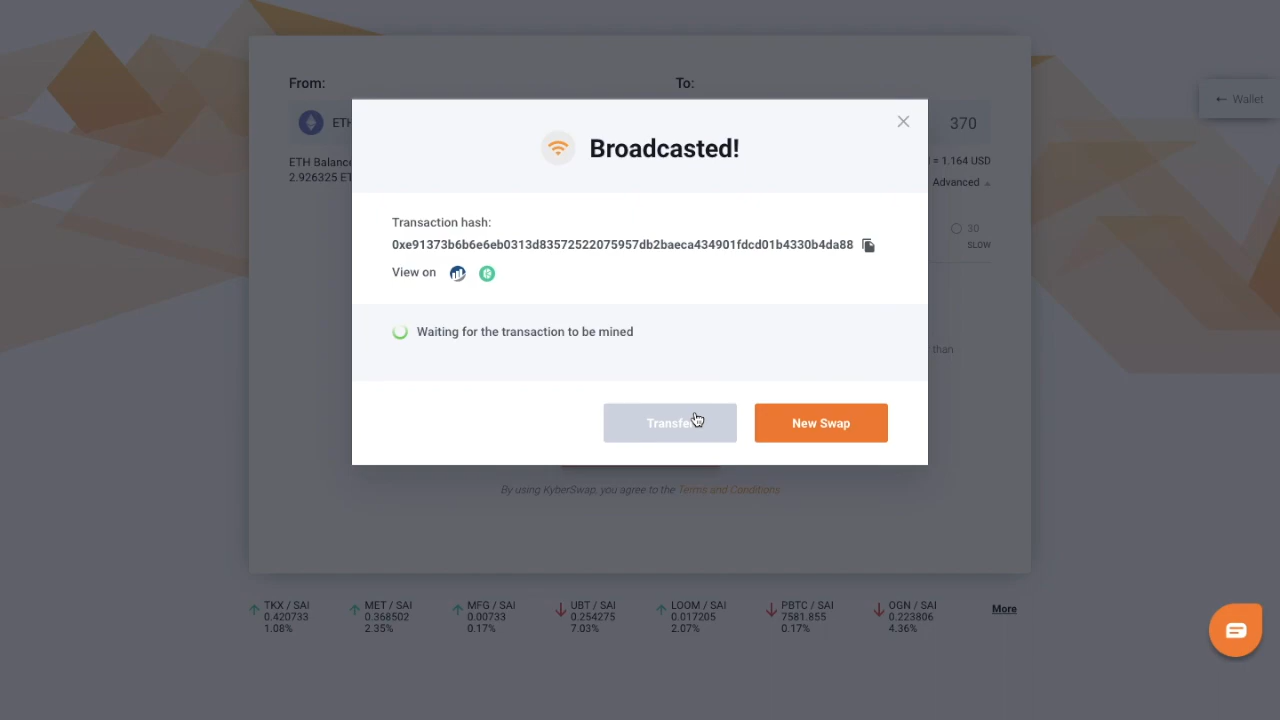 From:
To:
← Wallet
ETH
370
Broadcasted!
ETH Balance
= 1.164 USD
2.926325 ET
Advanced
Transaction hash:
30
SLOW
0xe91373b6b6e6eb0313d83572522075957db2baeca434901fdcd01b4330b4da88
View on
Waiting for the transaction to be mined
than
Transfer
New Swap
By using KyberSwap, you agree to the Terms and Conditions
TKX / SAI
0.420733
1.08%
MET / SAI
0.368502
2.35%
MFG / SAI
0.00733
0.17%
UBT / SAI
0.254275
7.03%
LOOM / SAI
0.017205
2.07%
PBTC / SAI
7581.855
0.17%
OGN / SAI
0.223806
4.36%
More